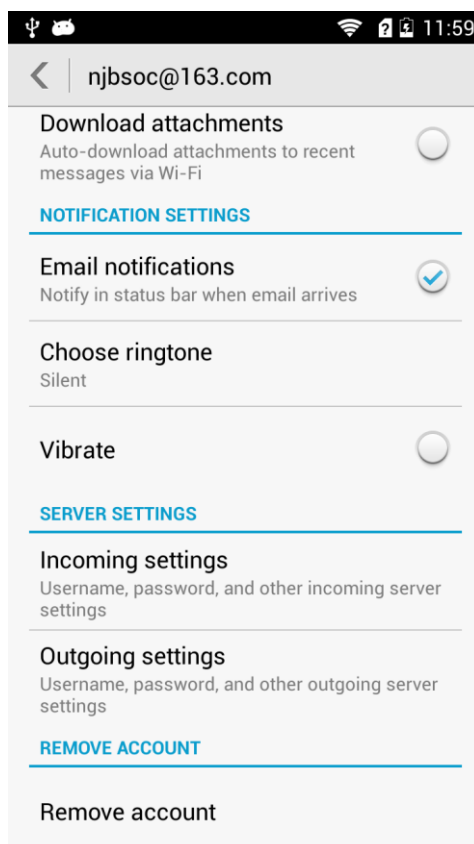 11:59
njbsoc@163.com
Download attachments
Auto-download attachments to recent
messages via Wi-Fi
NOTIFICATION SETTINGS
Email notifications
Notify in status bar when email arrives
Choose ringtone
Silent
Vibrate
SERVER SETTINGS
Incoming settings
Username, password, and other incoming server
settings
Outgoing settings
Username, password, and other outgoing server
settings
REMOVE ACCOUNT
Remove account